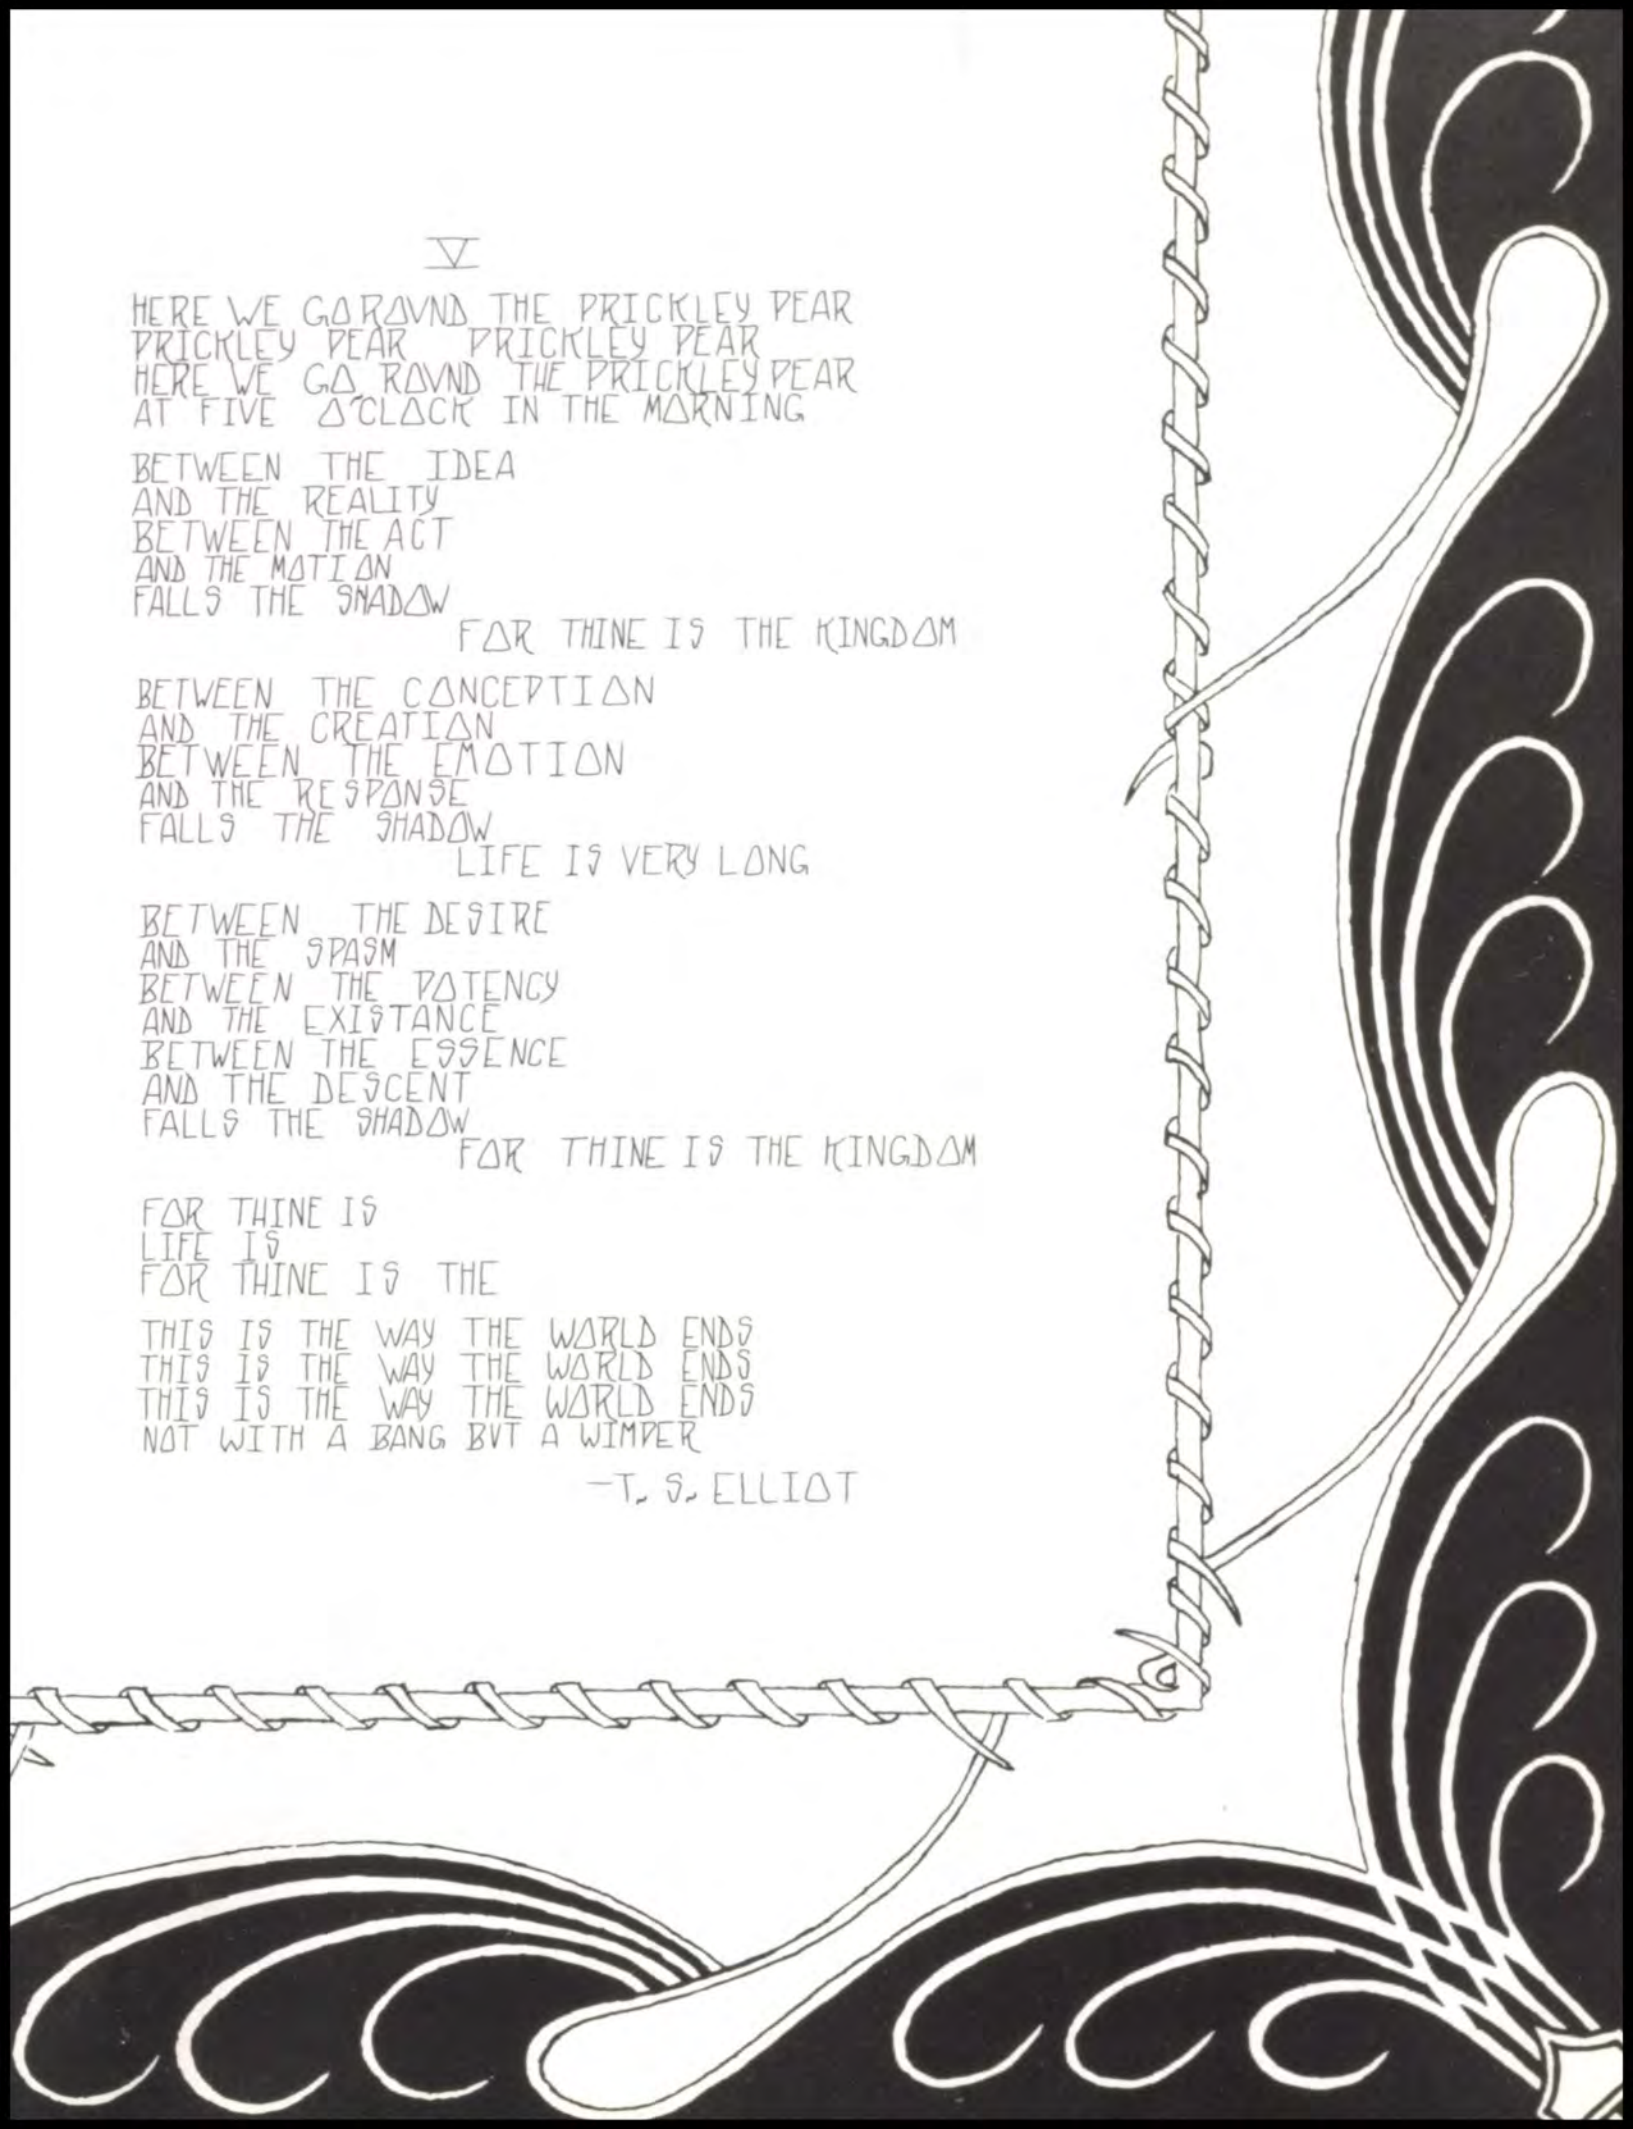 V
HERE WE GO ROUND THE PRICKLEY PEAR
PRICKLEY PEAR PRICKLEY PEAR
HERE WE GO ROUND THE PRICKLEY PEAR
AT FIVE O'CLOCK IN THE MORNING
BETWEEN THE IDEA
AND THE REALITY
BETWEEN THE ACT
AND THE MOTION
FALLS THE SHADOW
FOR THINE IS THE KINGDOM
BETWEEN THE CONCEPTION
AND THE CREATION
BETWEEN THE EMOTION
AND THE RESPONSE
FALLS THE SHADOW
LIFE IS VERY LONG
BETWEEN THE DESIRE
AND THE SPASM
BETWEEN THE POTENCY
AND THE EXISTANCE
BETWEEN THE ESSENCE
AND THE DESCENT
FALLS THE SHADOW
FOR THINE IS THE KINGDOM
FOR THINE IS
LIFE IS
FOR THINE IS THE
THIS IS THE WAY THE WORLD ENDS
THIS IS THE WAY THE WORLD ENDS
THIS IS THE WAY THE WORLD ENDS
NOT WITH A BANG BUT A WIMPER
—T. S. ELLIOT